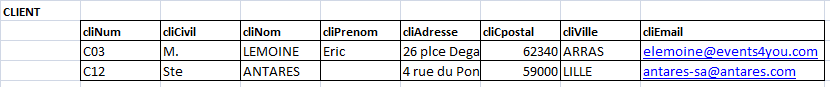 CLIENT
cliNum cliCivil cliNom cliPrenom cliAdresse cliCpostal cliVille cliEmail
C03 M. LEMOINE Eric 26 plce Dega 62340 ARRAS elemoine@events4you.com
C12 Ste ANTARES 4 rue du Pon 59000 LILLE antares-sa@antares.com